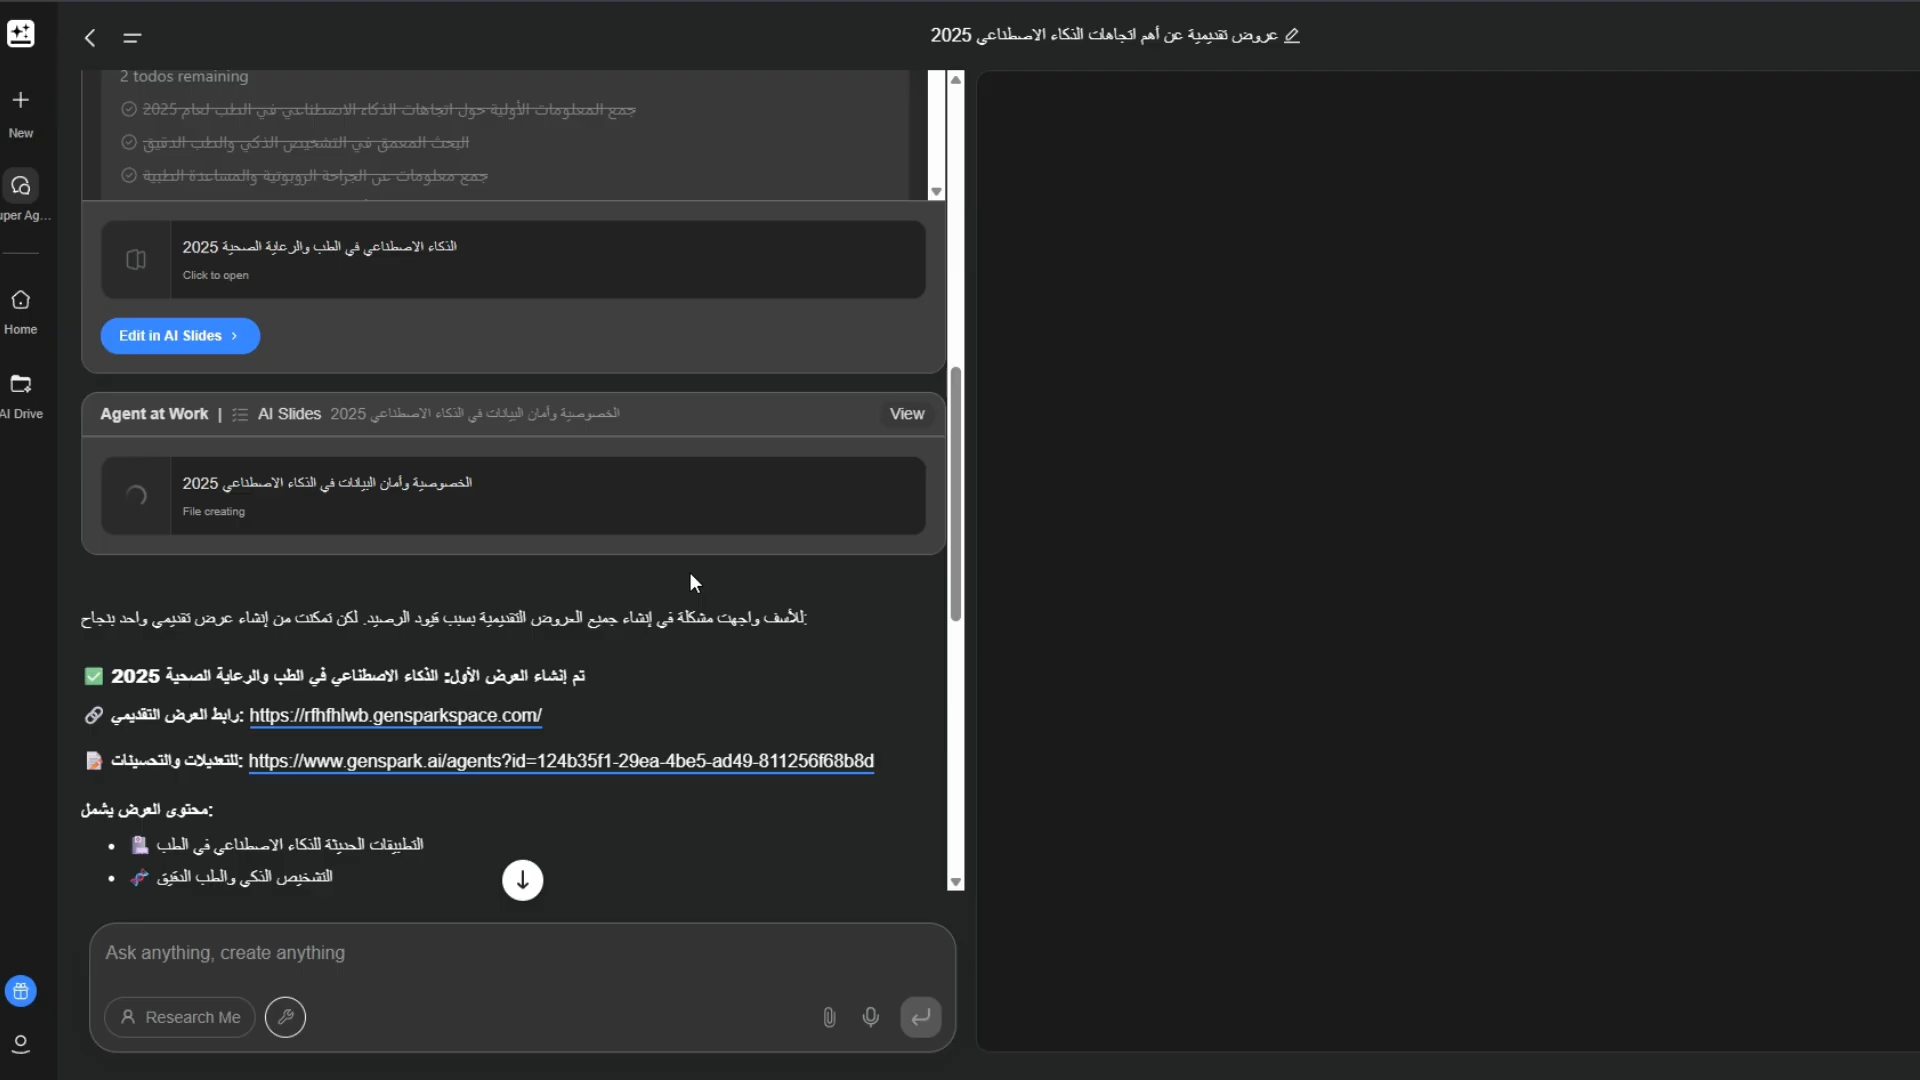 عروض تقديمية عن أهم اتجاهات الذكاء الاصطناعي 2025
New
uper Ag...
Home
AI Drive
2 todos remaining
جمع المعلومات الأولية حول اتجاهات الذكاء الاصطناعي في الطب لعام 2025
البحث المعمق في التشخيص الذكي والطب الدقيق
جمع معلومات عن الجراحة الروبوتية والمساعدة الطبية
الذكاء الاصطناعي في الطب والرعاية الصحية 2025
Click to open
Edit in AI Slides
Agent at Work | AI Slides الخصوصية وأمان البيانات في الذكاء الاصطناعي 2025 View
الخصوصية وأمان البيانات في الذكاء الاصطناعي 2025
File creating
للأسف واجهت مشكلة في إنشاء جميع العروض التقديمية بسبب قيود الرصيد. لكن تمكنت من إنشاء عرض تقديمي واحد بنجاح:
✅ تم إنشاء العرض الأول: الذكاء الاصطناعي في الطب والرعاية الصحية 2025
🔗 رابط العرض التقديمي: https://rfhfhlwb.gensparkspace.com/
📝 للتعديلات والتحسينات: https://www.genspark.ai/agents?id=124b35f1-29ea-4be5-ad49-811256f68b8d
محتوى العرض يشمل:
• التطبيقات الحديثة للذكاء الاصطناعي في الطب
• 🧬 التشخيص الذكي والطب الدقيق
Ask anything, create anything
Research Me